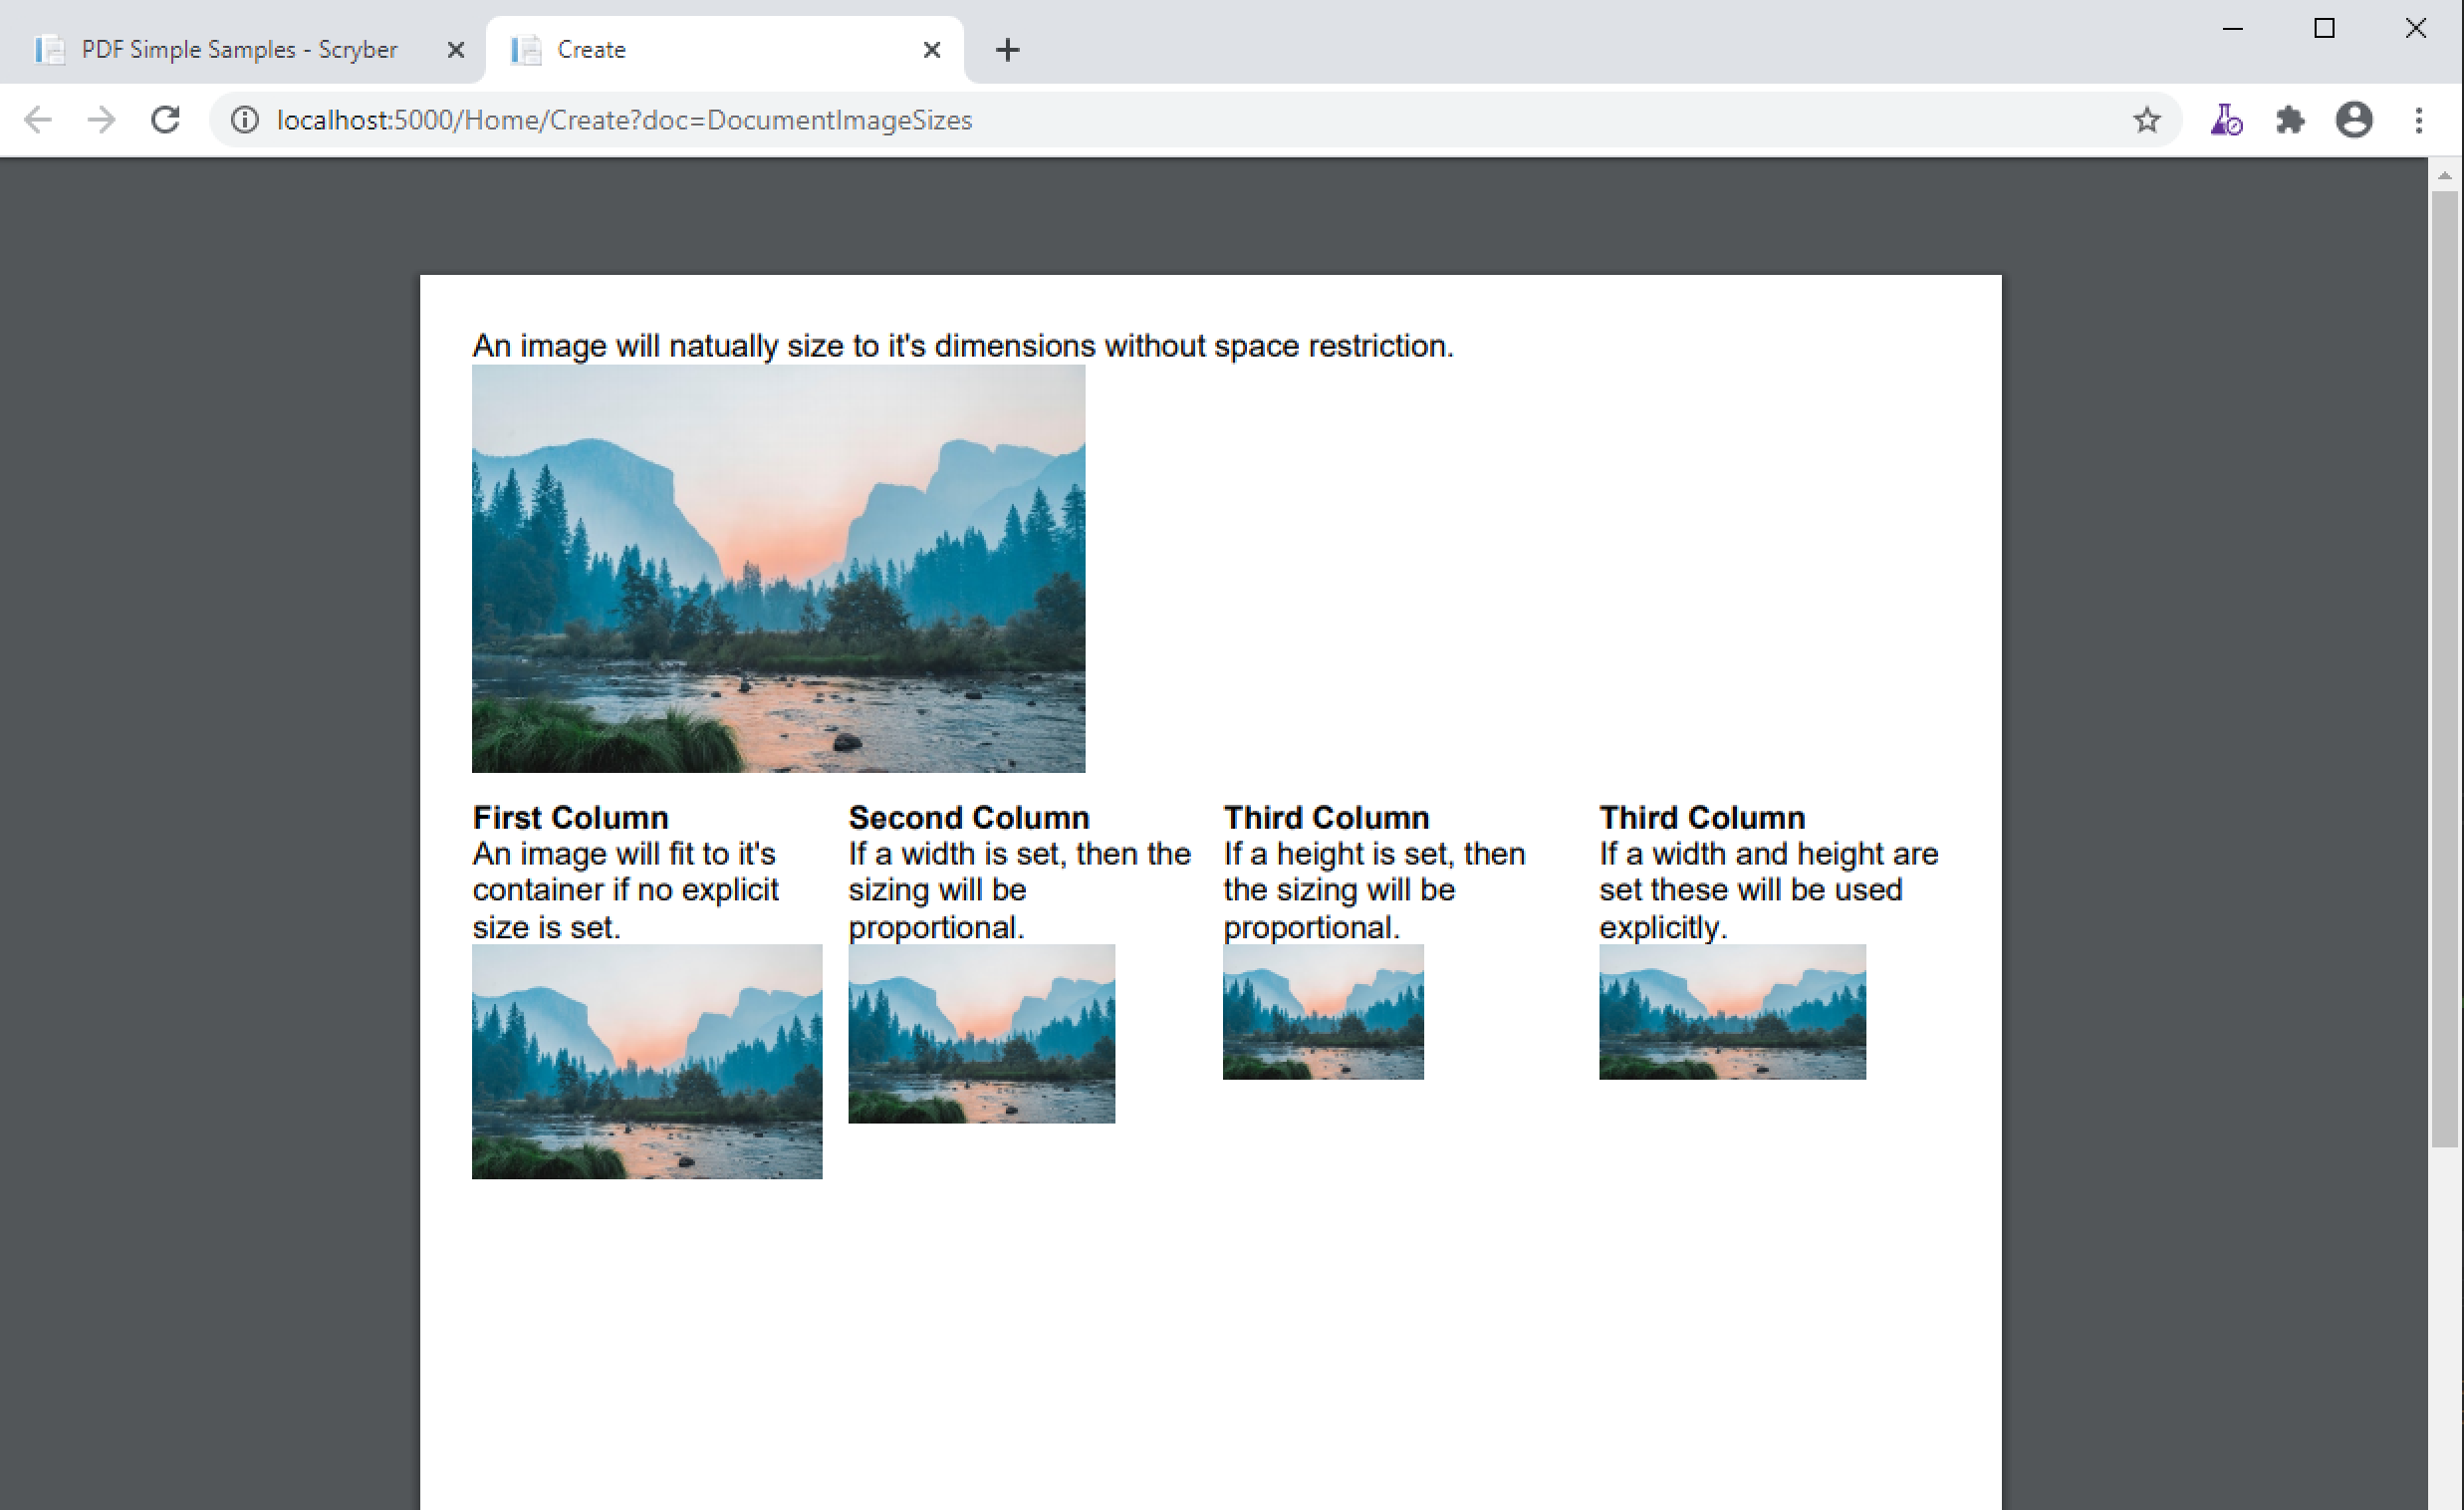 PDF Simple Samples - Scryber
Create
localhost:5000/Home/Create?doc=DocumentImageSizes
An image will natually size to it's dimensions without space restriction.
First Column
An image will fit to it's
container if no explicit
size is set.
Second Column
If a width is set, then the
sizing will be
proportional.
Third Column
If a height is set, then
the sizing will be
proportional.
Third Column
If a width and height are
set these will be used
explicitly.